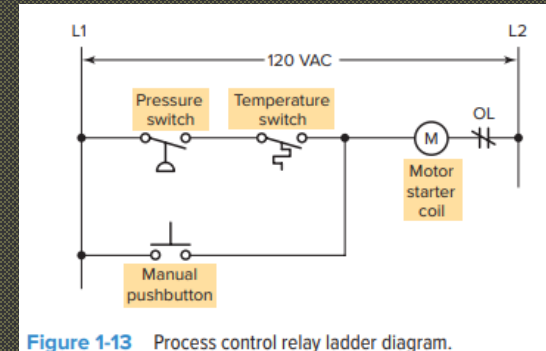 L1
L2
120 VAC
Pressure
switch
Temperature
switch
OL
M
Motor
starter
coil
Manual
pushbutton
Figure 1-13 Process control relay ladder diagram.